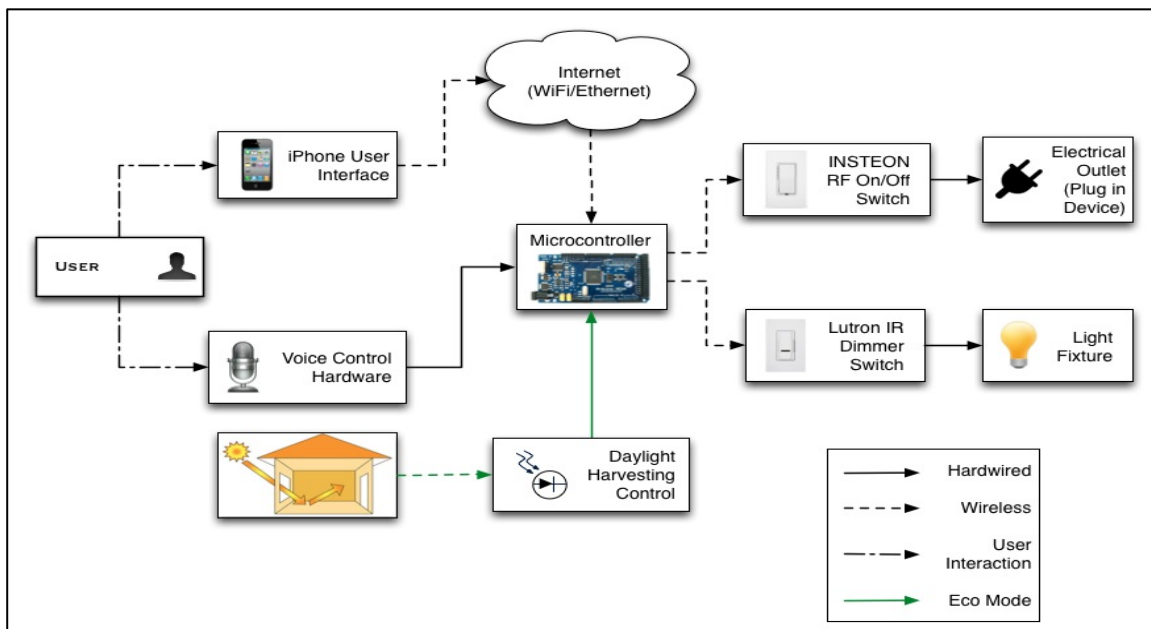 Internet
(WiFi/Ethernet)
iPhone User
Interface
INSTEON
RF On/Off
Switch
Electrical
Outlet
(Plug in
Device)
Microcontroller
USER
Voice Control
Hardware
Lutron IR
Dimmer
Switch
Light
Fixture
Daylight
Harvesting
Control
Hardwired
Wireless
User
Interaction
Eco Mode